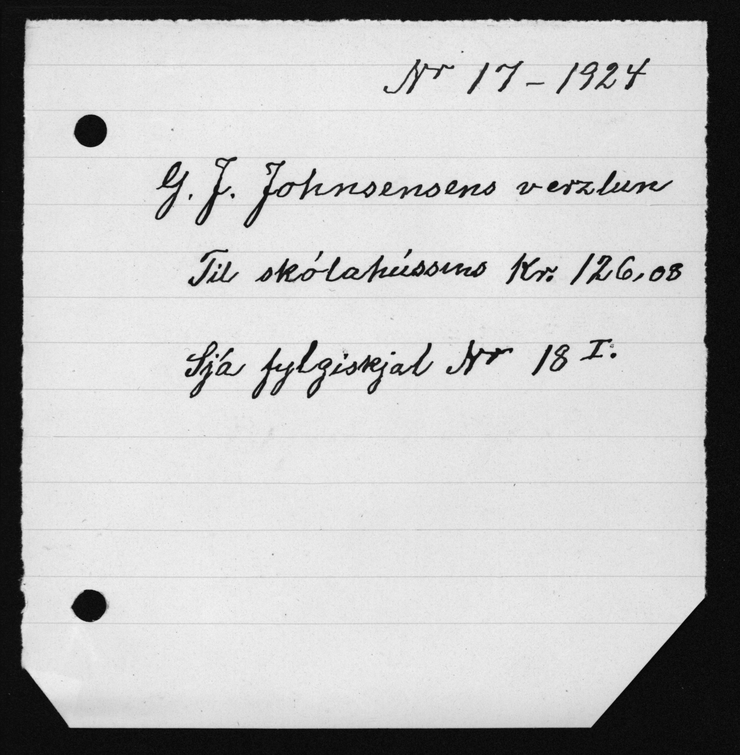 Nr 17 - 1924
G. J. Johnsensens verzlun
Til skólahússins Kr. 126,08
Sjá fylgiskjal Nr 18 I.